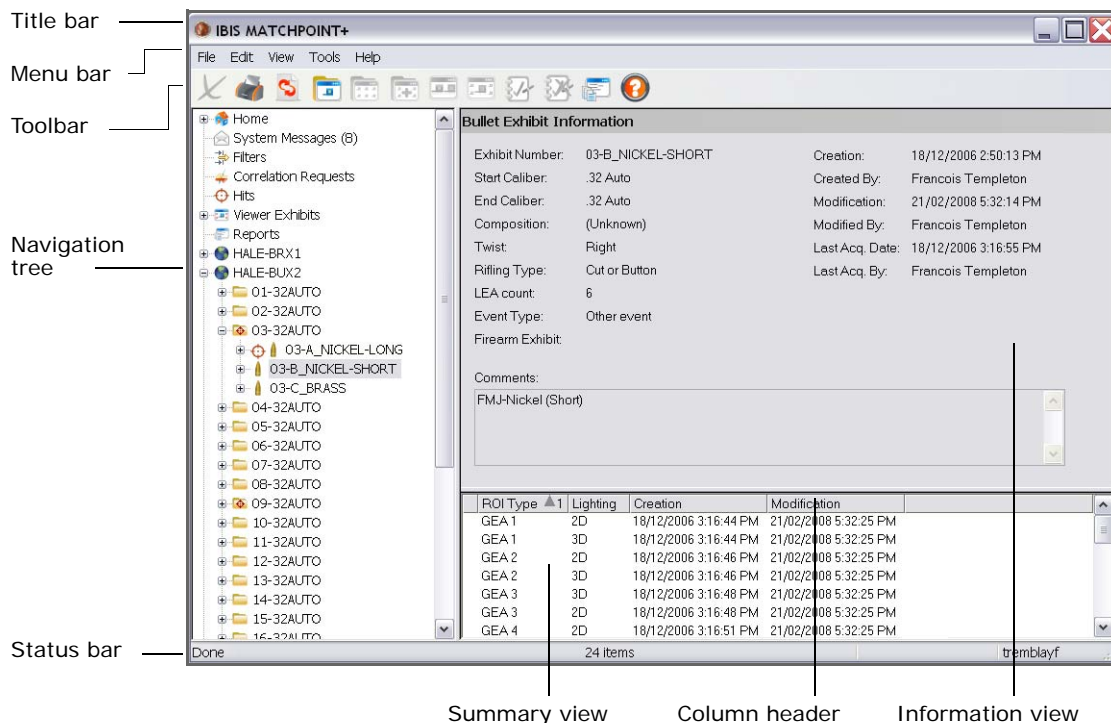 Title bar
Menu bar
Toolbar
Navigation
tree
Status bar
IBIS MATCHPOINT+
File Edit View Tools Help
Home
System Messages (8)
Filters
Correlation Requests
Hits
Viewer Exhibits
Reports
HALE-BRX1
HALE-BUX2
01-32AUTO
02-32AUTO
03-32AUTO
03-A_NICKEL-LONG
03-B_NICKEL-SHORT
03-C_BRASS
04-32AUTO
05-32AUTO
06-32AUTO
07-32AUTO
08-32AUTO
09-32AUTO
10-32AUTO
11-32AUTO
12-32AUTO
13-32AUTO
14-32AUTO
15-32AUTO
16-32AUTO
Bullet Exhibit Information
Exhibit Number: 03-B_NICKEL-SHORT Creation: 18/12/2006 2:50:13 PM
Start Caliber: .32 Auto Created By: Francois Templeton
End Caliber: .32 Auto Modification: 21/02/2008 5:32:14 PM
Composition: (Unknown) Modified By: Francois Templeton
Twist: Right Last Acq. Date: 18/12/2006 3:16:55 PM
Rifling Type: Cut or Button Last Acq. By: Francois Templeton
LEA count: 6
Event Type: Other event
Firearm Exhibit:
Comments:
FMJ-Nickel (Short)
ROI Type 1 Lighting Creation Modification
GEA 1 2D 18/12/2006 3:16:44 PM 21/02/2008 5:32:25 PM
GEA 1 3D 18/12/2006 3:16:44 PM 21/02/2008 5:32:25 PM
GEA 2 2D 18/12/2006 3:16:46 PM 21/02/2008 5:32:25 PM
GEA 2 3D 18/12/2006 3:16:46 PM 21/02/2008 5:32:25 PM
GEA 3 3D 18/12/2006 3:16:48 PM 21/02/2008 5:32:25 PM
GEA 3 2D 18/12/2006 3:16:48 PM 21/02/2008 5:32:25 PM
GEA 4 2D 18/12/2006 3:16:51 PM 21/02/2008 5:32:25 PM
Done 24 items tremblayf
Summary view Column header Information view